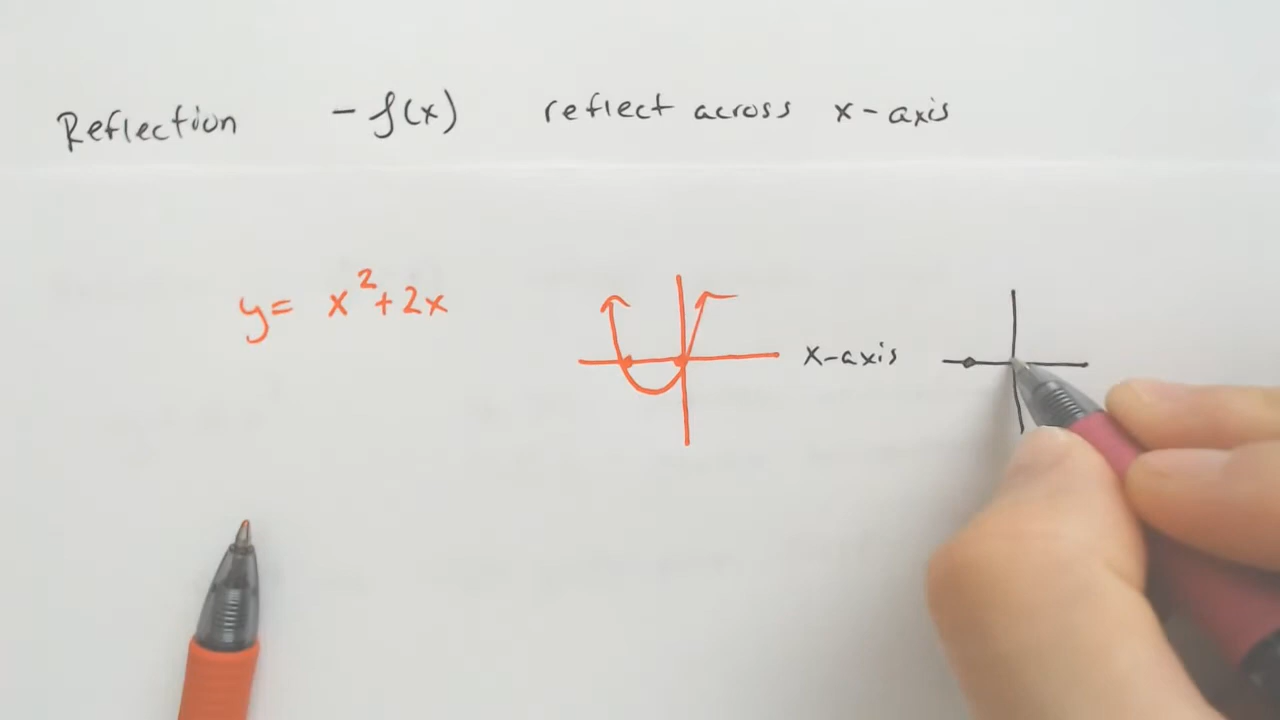 Reflection -f(x) reflect across x-axis
y= x²+2x
x-axis